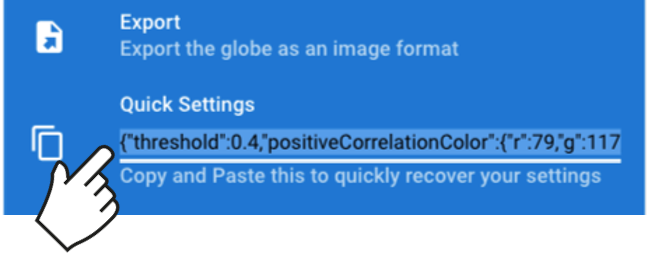 Export
Export the globe as an image format
Quick Settings
{"threshold":0.4,"positiveCorrelationColor":{"r":79,"g":117
Copy and Paste this to quickly recover your settings